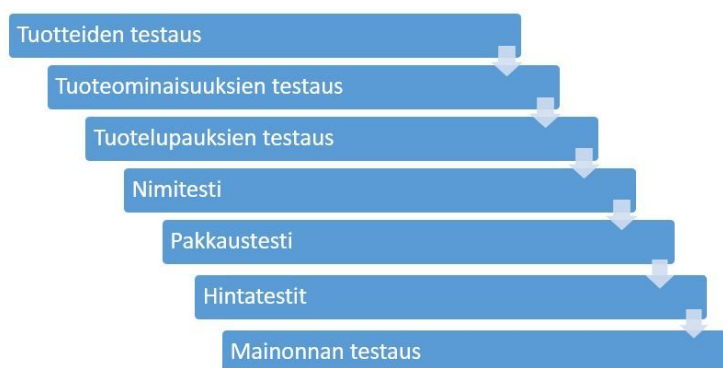 Tuotteiden testaus
Tuoteominaisuuksien testaus
Tuotelupauksien testaus
Nimitesti
Pakkaustesti
Hintatestit
Mainonnan testaus